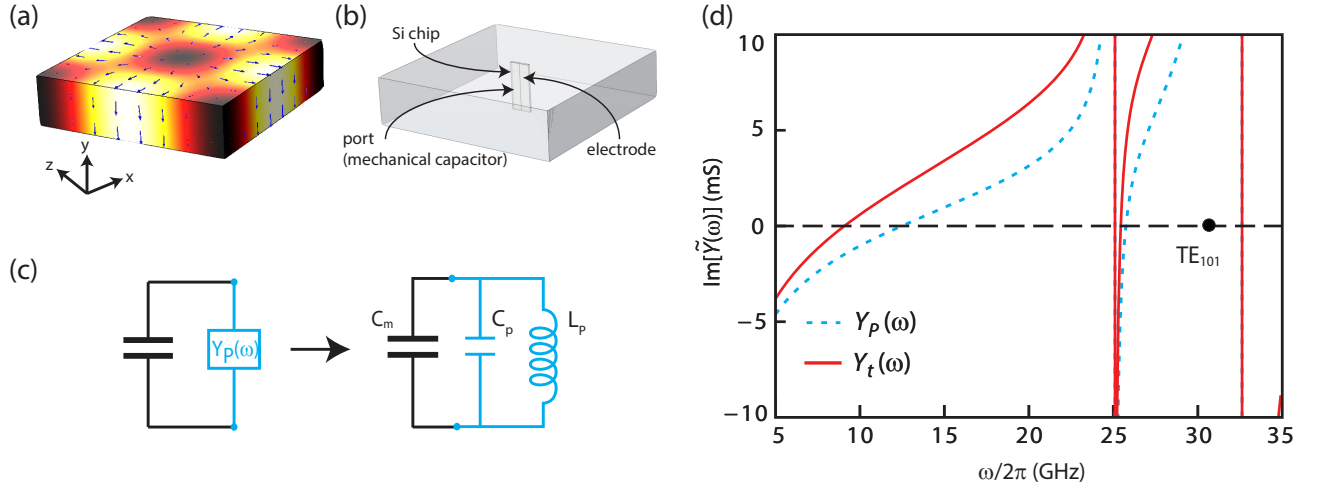 (a)
y
z
x
(b)
Si chip
port
(mechanical capacitor)
electrode
(c)
Y_P(ω)
C_m
C_p
L_P
(d)
Im[Ỹ(ω)] (mS)
10
5
0
−5
−10
TE₁₀₁
Y_P(ω)
Y_t(ω)
5
10
15
20
25
30
35
ω/2π (GHz)